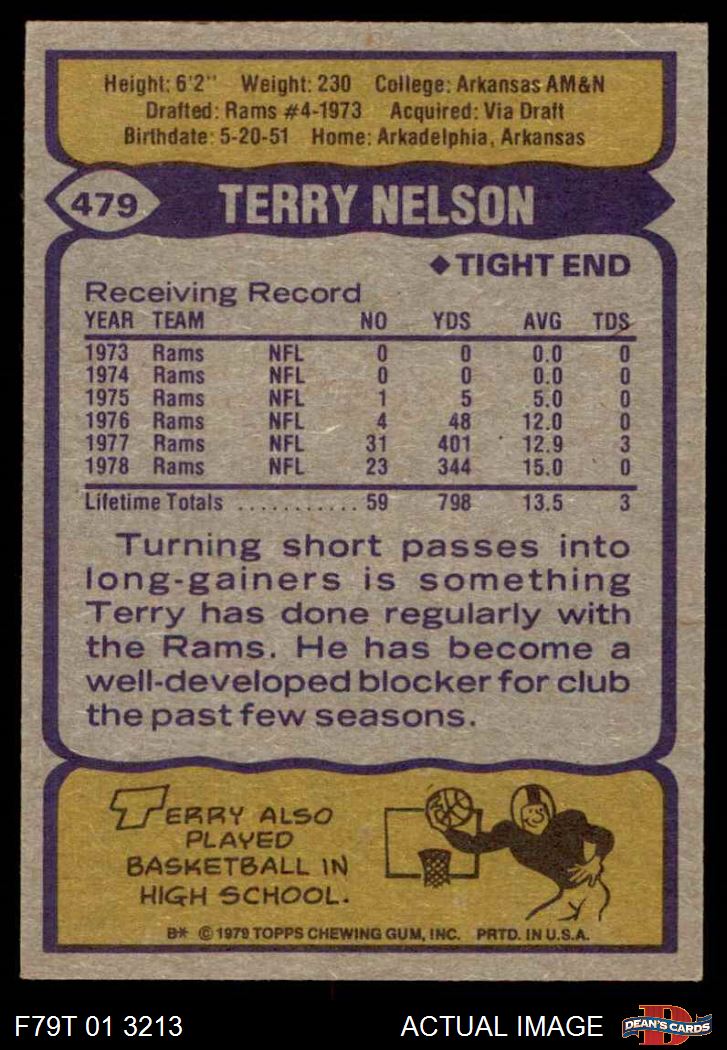 Height: 6'2" Weight: 230 College: Arkansas AM&N
Drafted: Rams #4-1973 Acquired: Via Draft
Birthdate: 5-20-51 Home: Arkadelphia, Arkansas
479 TERRY NELSON
◆TIGHT END
Receiving Record
YEAR TEAM NO YDS AVG TDS
1973 Rams NFL 0 0 0.0 0
1974 Rams NFL 0 0 0.0 0
1975 Rams NFL 1 5 5.0 0
1976 Rams NFL 4 48 12.0 0
1977 Rams NFL 31 401 12.9 3
1978 Rams NFL 23 344 15.0 0
Lifetime Totals ........... 59 798 13.5 3
Turning short passes into
long-gainers is something
Terry has done regularly with
the Rams. He has become a
well-developed blocker for club
the past few seasons.
TERRY ALSO
PLAYED
BASKETBALL IN
HIGH SCHOOL.
B* © 1979 TOPPS CHEWING GUM, INC. PRTD. IN U.S.A.
F79T 01 3213 ACTUAL IMAGE D DEAN'S CARDS